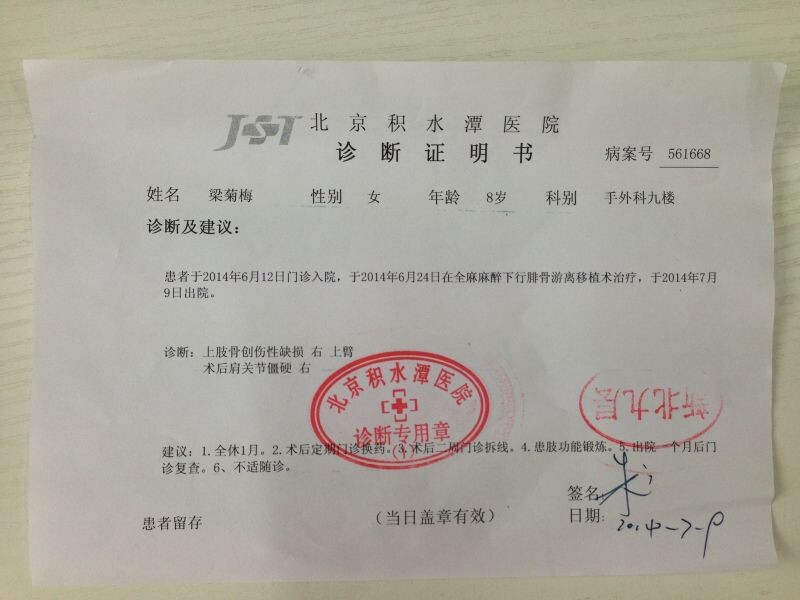 JST 北京积水潭医院
诊断证明书
病案号 561668
姓名 梁菊梅 性别 女 年龄 8岁 科别 手外科九楼
诊断及建议：
患者于2014年6月12日门诊入院，于2014年6月24日在全麻麻醉下行腓骨游离移植术治疗，于2014年7月
9日出院。
诊断：上肢骨创伤性缺损 右 上臂
术后肩关节僵硬 右
北京积水潭医院
诊断专用章
(1)
新北九层
建议：1.全休1月。2.术后定期门诊换药。3.术后二周门诊拆线。4.患肢功能锻炼。5.出院一个月后门
诊复查。6、不适随诊。
签名
日期: 2014-7-9
患者留存 （当日盖章有效）